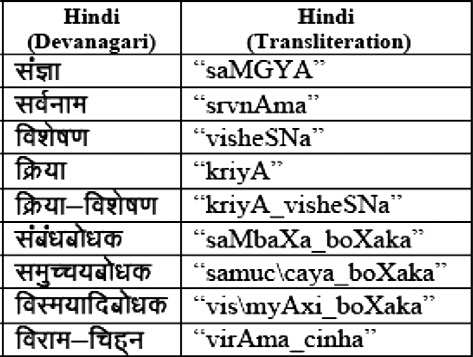 Hindi Hindi
(Devanagari) (Transliteration)
संज्ञा “saMGYA”
सर्वनाम “srvnAma”
विशेषण “visheSNa”
क्रिया “kriyA”
क्रिया–विशेषण “kriyA_visheSNa”
संबंधबोधक “saMbaXa_boXaka”
समुच्चयबोधक “samuc\caya_boXaka”
विस्मयादिबोधक “vis\myAxi_boXaka”
विराम–चिह्न “virAma_cinha”